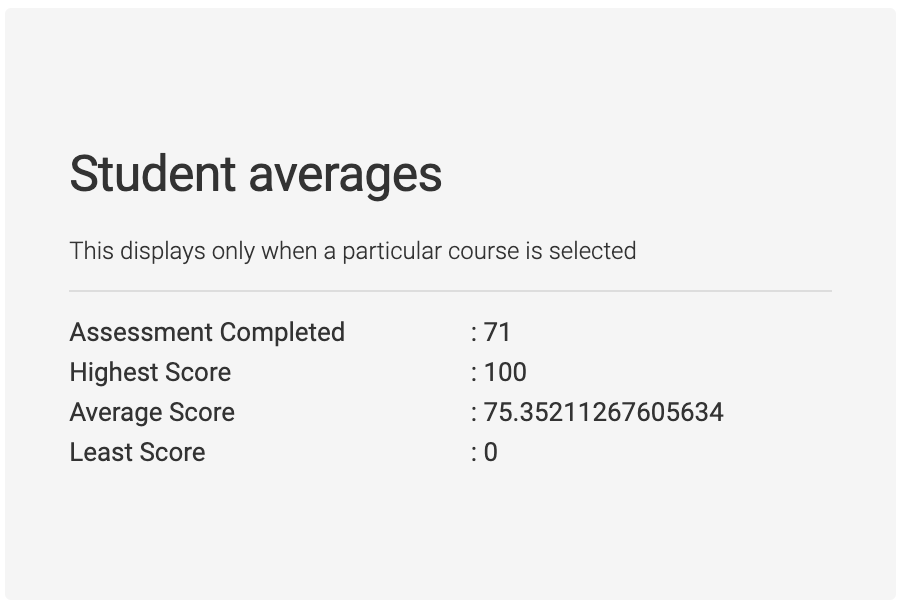 Student averages
This displays only when a particular course is selected
Assessment Completed : 71
Highest Score : 100
Average Score : 75.35211267605634
Least Score : 0